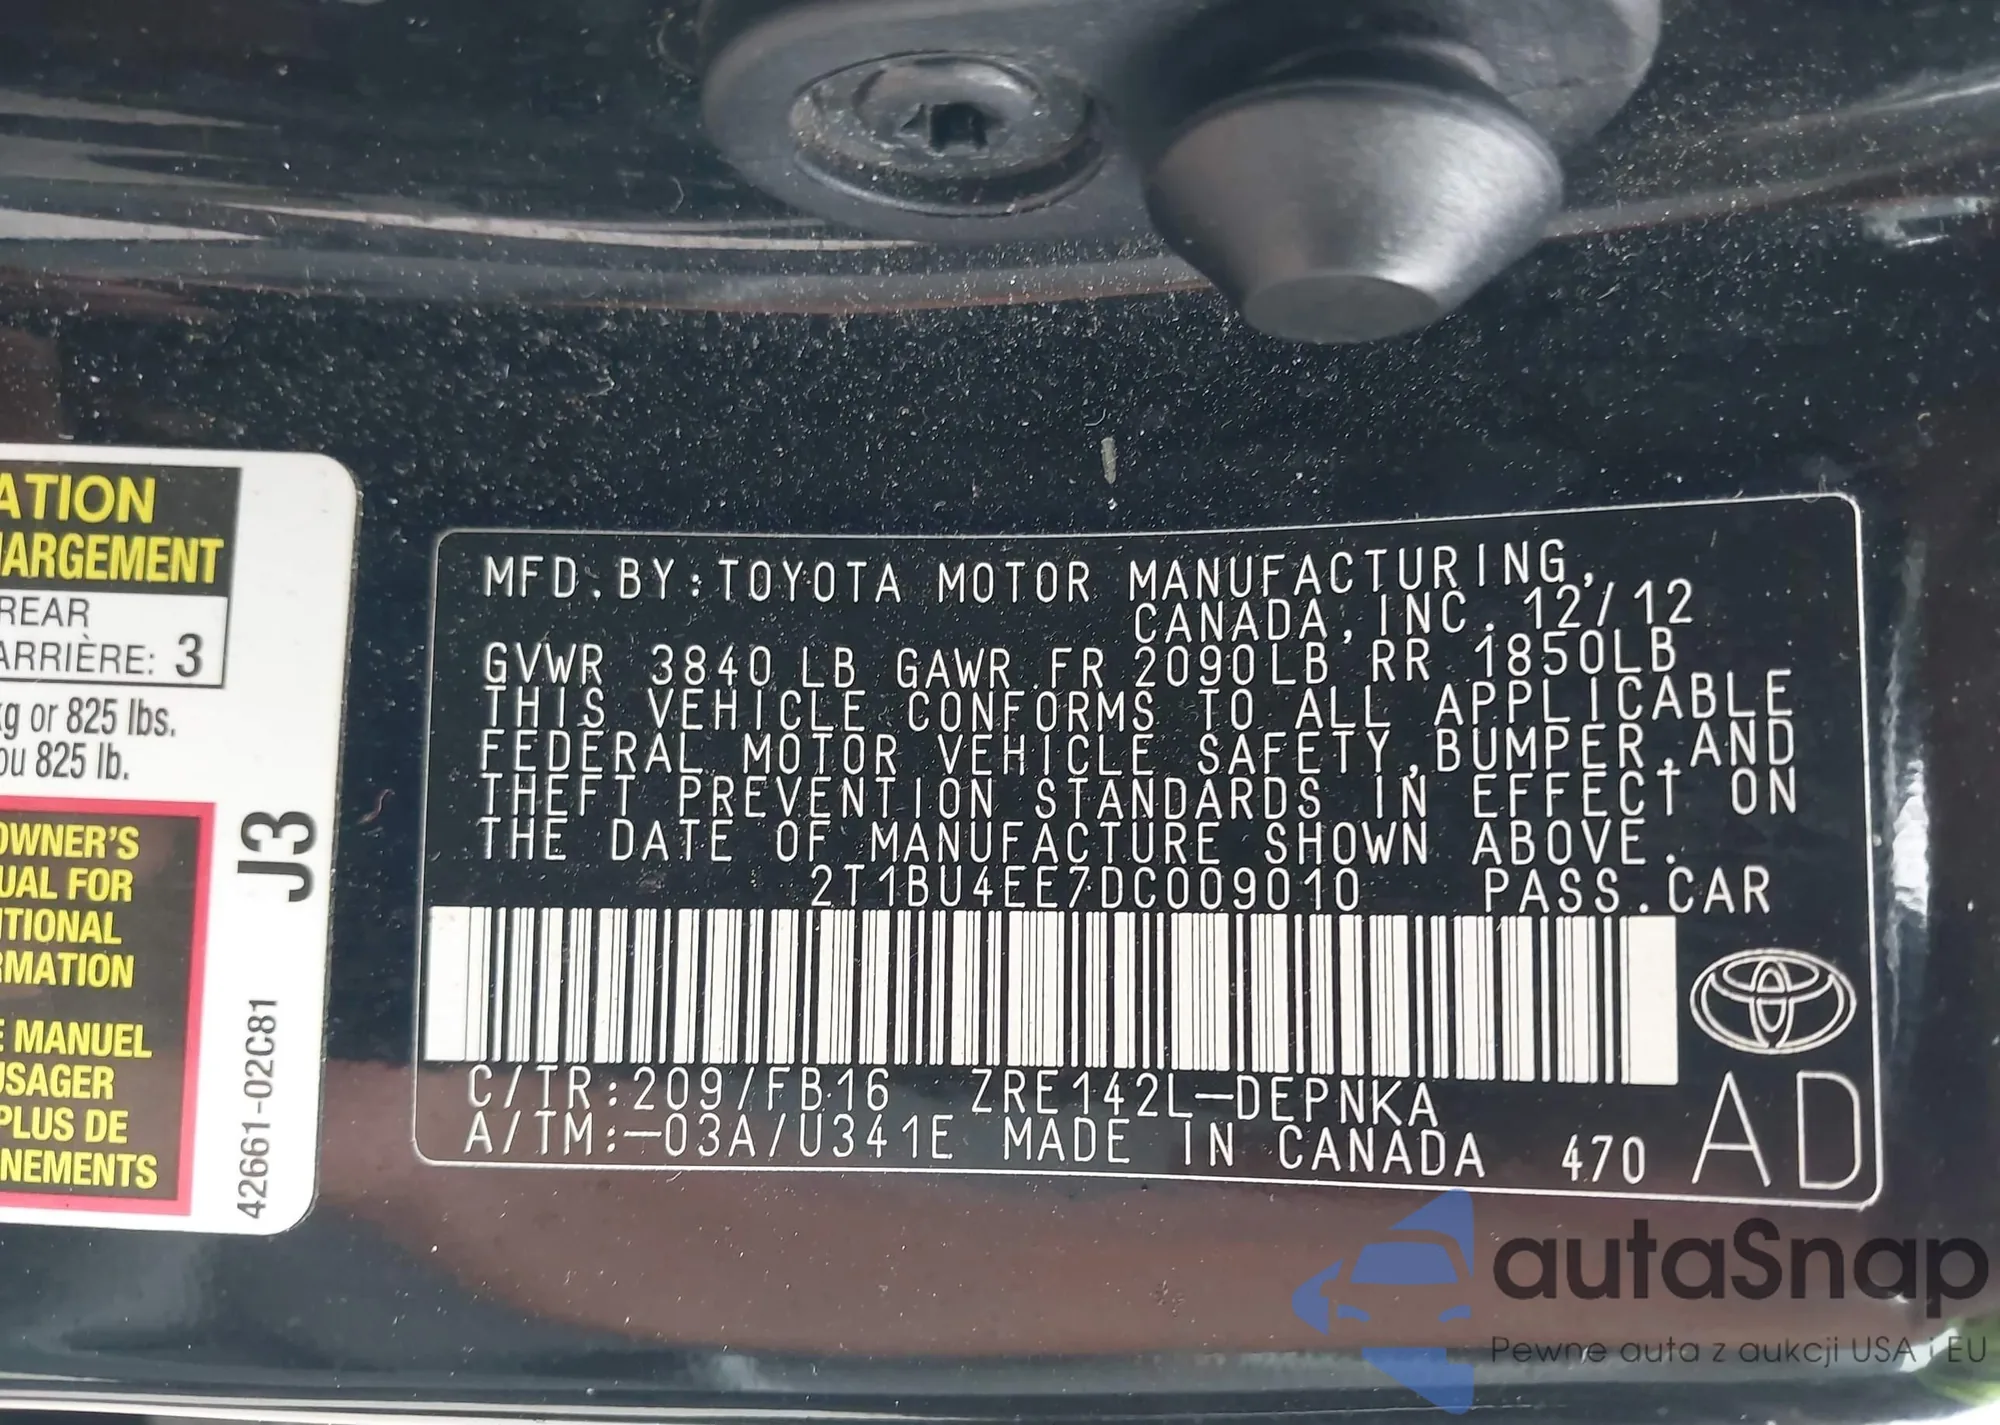 ATION
ARGEMENT
REAR
ARRIÈRE: 3
kg or 825 lbs.
ou 825 lb.
OWNER'S
UAL FOR
ITIONAL
RMATION
E MANUEL
USAGER
PLUS DE
NEMENTS
J3
42661-02C81
MFD.BY:TOYOTA MOTOR MANUFACTURING,
CANADA,INC. 12/12
GVWR 3840 LB GAWR FR 2090LB RR 1850LB
THIS VEHICLE CONFORMS TO ALL APPLICABLE
FEDERAL MOTOR VEHICLE SAFETY,BUMPER,AND
THEFT PREVENTION STANDARDS IN EFFECT ON
THE DATE OF MANUFACTURE SHOWN ABOVE.
2T1BU4EE7DC009010 PASS.CAR
C/TR:209/FB16 ZRE142L-DEPNKA
A/TM:-03A/U341E MADE IN CANADA 470 AD
autaSnap
Pewne auta z aukcji USA i EU